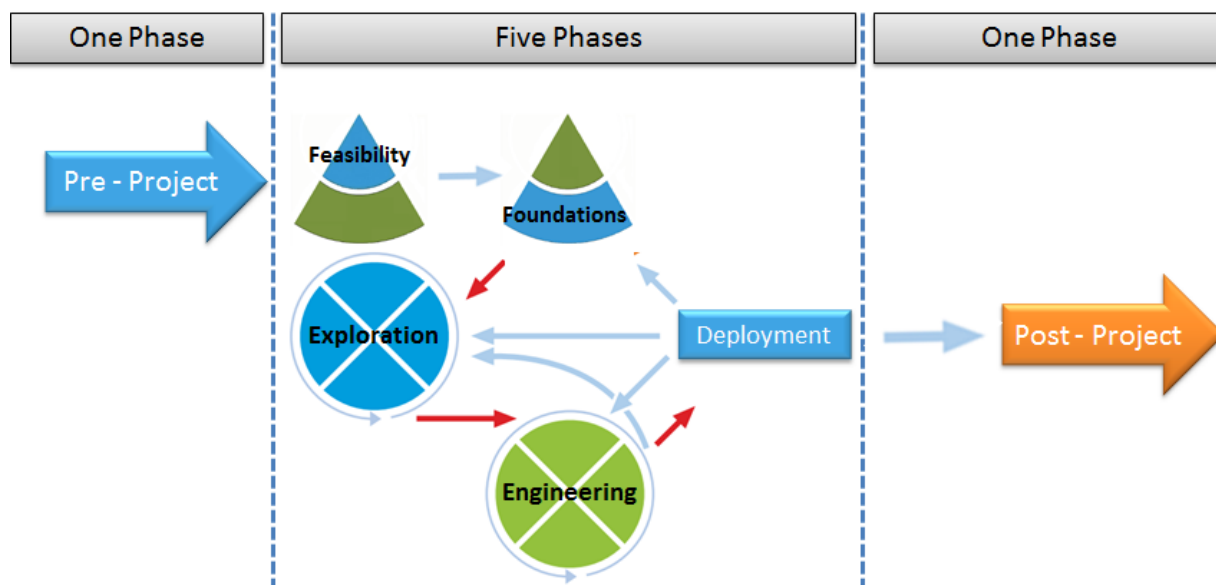 One Phase
Five Phases
One Phase
Pre - Project
Feasibility
Foundations
Exploration
Deployment
Post - Project
Engineering